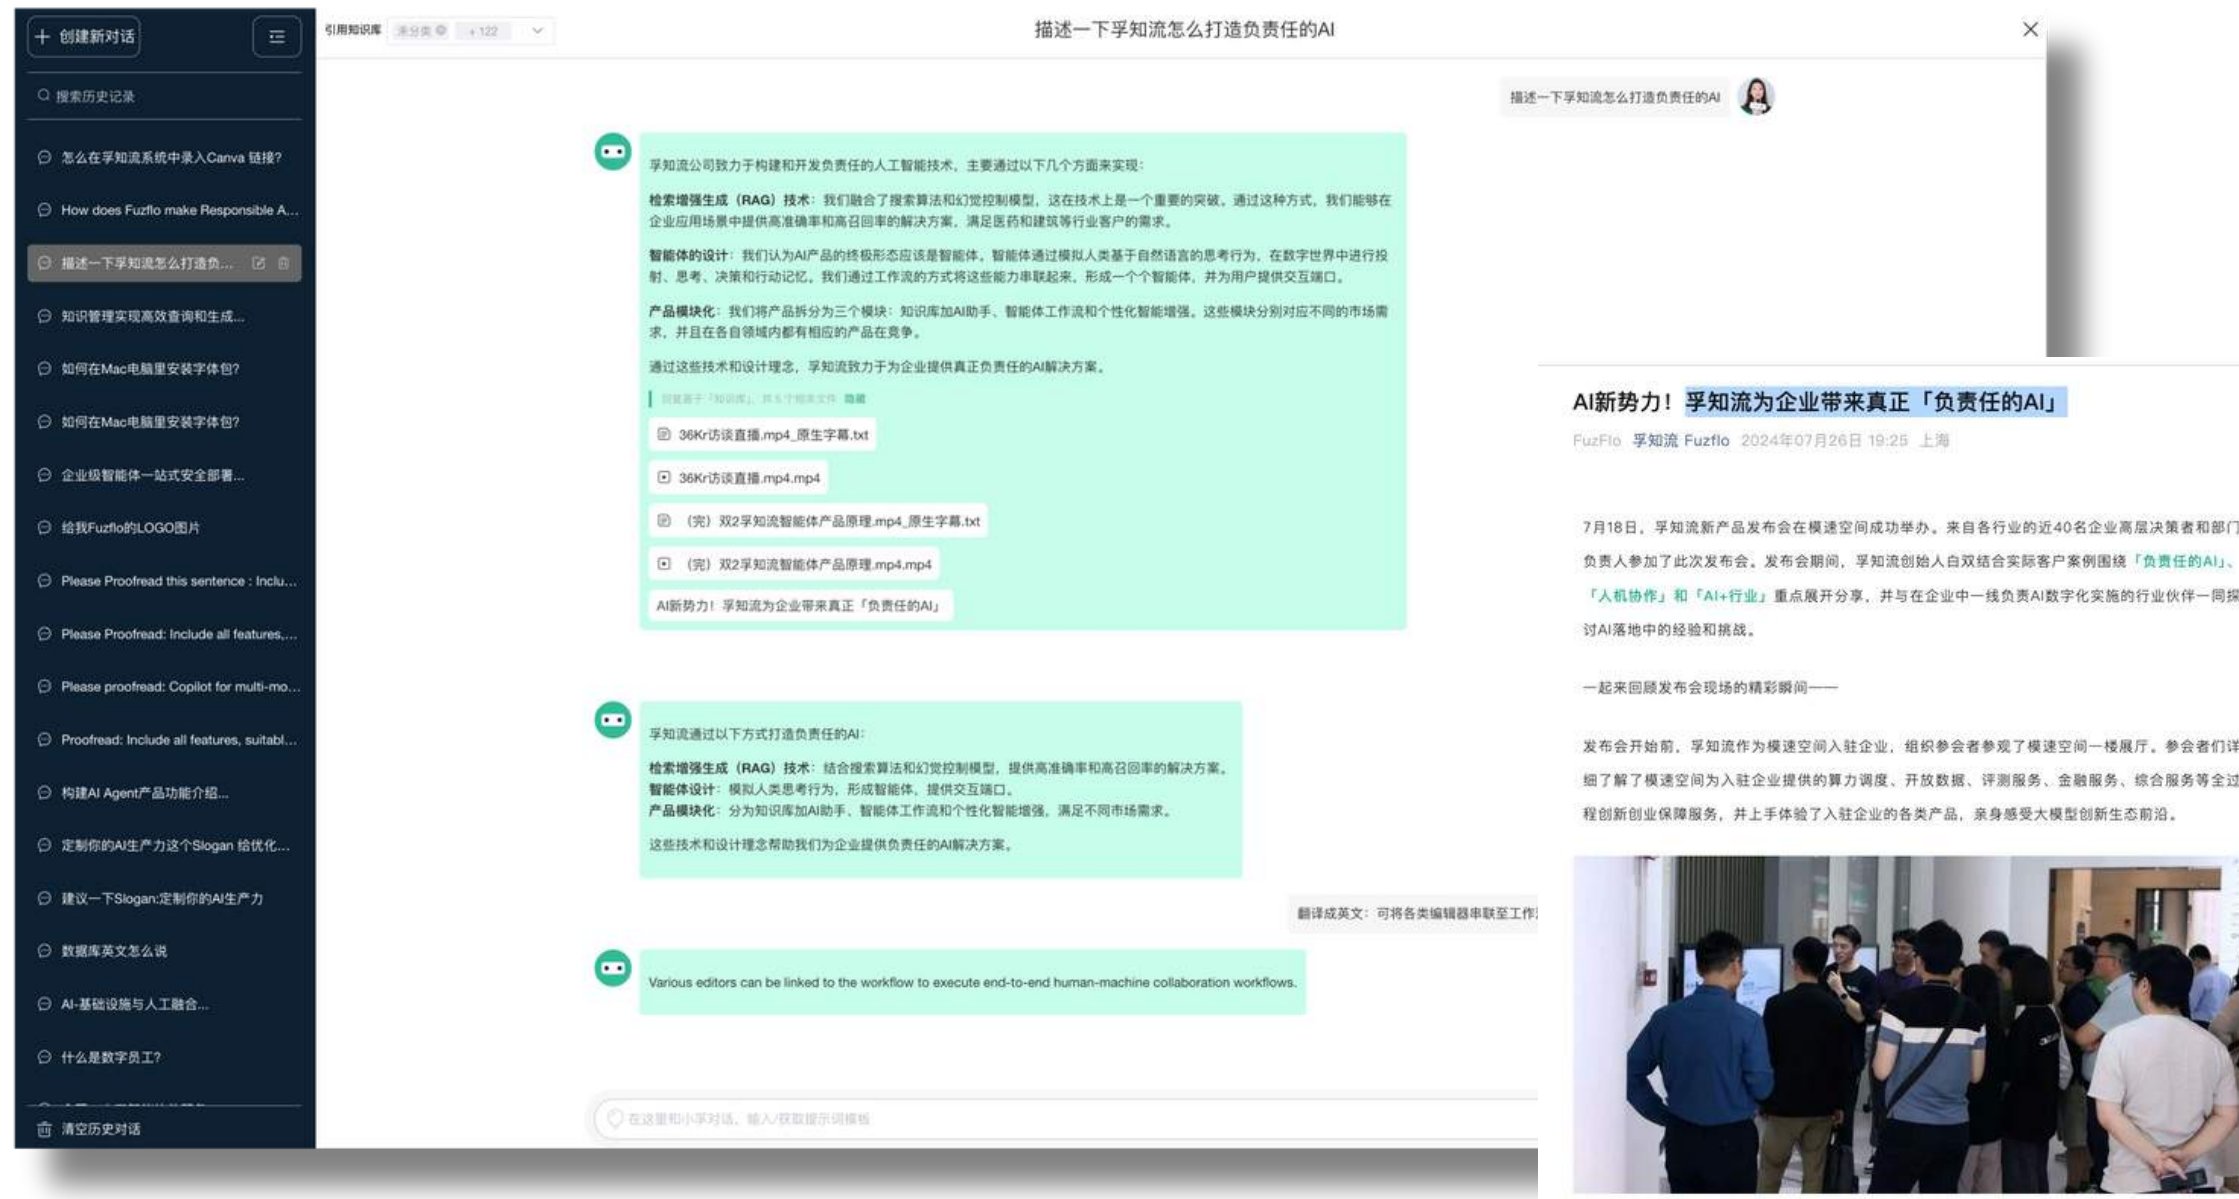 创建新对话
搜索历史记录
怎么在孚知流系统中录入Canva 链接?
How does Fuzflo make Responsible A...
描述一下孚知流怎么打造负...
知识管理实现高效查询和生成...
如何在Mac电脑里安装字体包?
如何在Mac电脑里安装字体包?
企业级智能体一站式安全部署...
给我Fuzflo的LOGO图片
Please Proofread this sentence : Inclu...
Please Proofread: Include all features,...
Please proofread: Copilot for multi-mo...
Proofread: Include all features, suitabl...
构建AI Agent产品功能介绍...
定制你的AI生产力这个Slogan 给优化...
建议一下Slogan:定制你的AI生产力
数据库英文怎么说
AI-基础设施与人工融合...
什么是数字员工?
清空历史对话
引用知识库 未分类 + 122
描述一下孚知流怎么打造负责任的AI
描述一下孚知流怎么打造负责任的AI
孚知流公司致力于构建和开发负责任的人工智能技术，主要通过以下几个方面来实现：
检索增强生成（RAG）技术：我们融合了搜索算法和幻觉控制模型，这在技术上是一个重要的突破。通过这种方式，我们能够在
企业应用场景中提供高准确率和高召回率的解决方案，满足医药和建筑等行业客户的需求。
智能体的设计：我们认为AI产品的终极形态应该是智能体。智能体通过模拟人类基于自然语言的思考行为，在数字世界中进行投
射、思考、决策和行动记忆。我们通过工作流的方式将这些能力串联起来，形成一个个智能体，并为用户提供交互端口。
产品模块化：我们将产品拆分为三个模块：知识库加AI助手、智能体工作流和个性化智能增强。这些模块分别对应不同的市场需
求，并且在各自领域内都有相应的产品在竞争。
通过这些技术和设计理念，孚知流致力于为企业提供真正负责任的AI解决方案。
回复基于「知识库」，共 5 个相关文件 隐藏
36Kr访谈直播.mp4_原生字幕.txt
36Kr访谈直播.mp4.mp4
（完）双2孚知流智能体产品原理.mp4_原生字幕.txt
（完）双2孚知流智能体产品原理.mp4.mp4
AI新势力！孚知流为企业带来真正「负责任的AI」
孚知流通过以下方式打造负责任的AI：
检索增强生成（RAG）技术：结合搜索算法和幻觉控制模型，提供高准确率和高召回率的解决方案。
智能体设计：模拟人类思考行为，形成智能体，提供交互端口。
产品模块化：分为知识库加AI助手、智能体工作流和个性化智能增强，满足不同市场需求。
这些技术和设计理念帮助我们为企业提供负责任的AI解决方案。
翻译成英文：可将各类编辑器串联至工作
Various editors can be linked to the workflow to execute end-to-end human-machine collaboration workflows.
在这里和小孚对话，输入/获取提示词模板
AI新势力！孚知流为企业带来真正「负责任的AI」
FuzFlo 孚知流 Fuzflo 2024年07月26日 19:25 上海
7月18日，孚知流新产品发布会在模速空间成功举办。来自各行业的近40名企业高层决策者和部门
负责人参加了此次发布会。发布会期间，孚知流创始人白双结合实际客户案例围绕「负责任的AI」、
「人机协作」和「AI+行业」重点展开分享，并与在企业中一线负责AI数字化实施的行业伙伴一同探
讨AI落地中的经验和挑战。
一起来回顾发布会现场的精彩瞬间——
发布会开始前，孚知流作为模速空间入驻企业，组织参会者参观了模速空间一楼展厅。参会者们详
细了解了模速空间为入驻企业提供的算力调度、开放数据、评测服务、金融服务、综合服务等全过
程创新创业保障服务，并上手体验了入驻企业的各类产品，亲身感受大模型创新生态前沿。